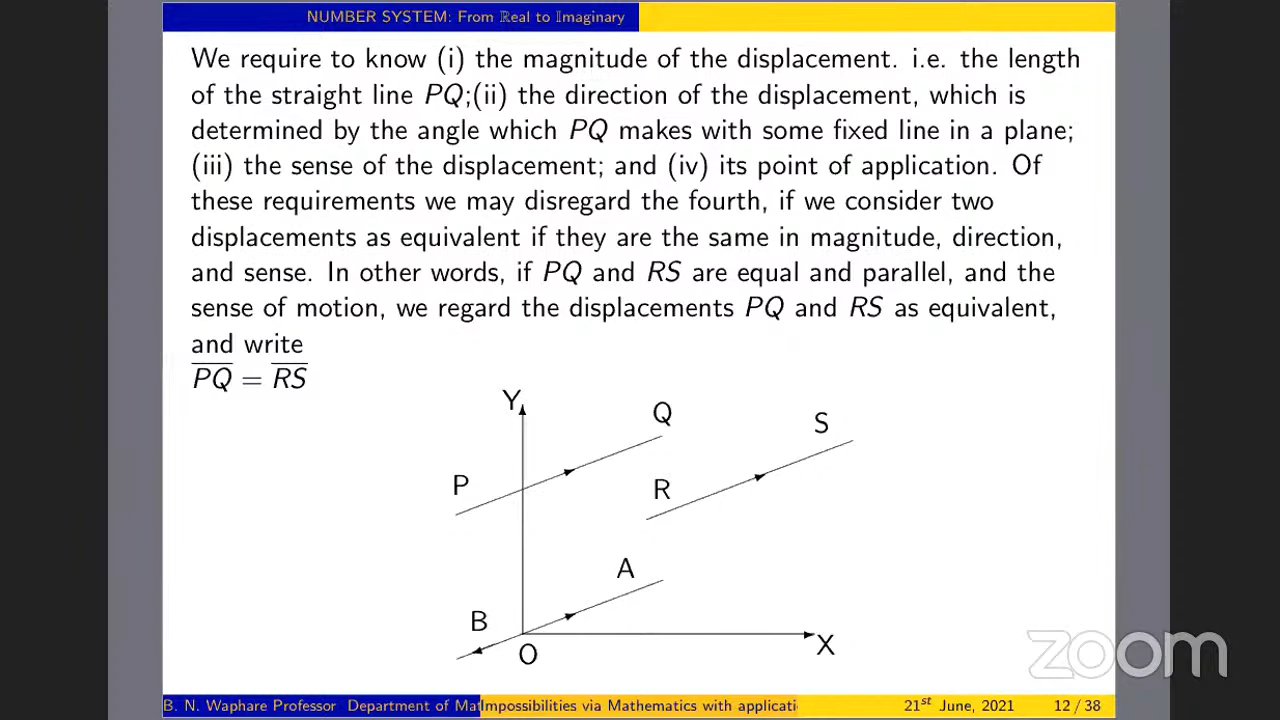 NUMBER SYSTEM: From ℝeal to 𝕀maginary
We require to know (i) the magnitude of the displacement. i.e. the length
of the straight line PQ;(ii) the direction of the displacement, which is
determined by the angle which PQ makes with some fixed line in a plane;
(iii) the sense of the displacement; and (iv) its point of application. Of
these requirements we may disregard the fourth, if we consider two
displacements as equivalent if they are the same in magnitude, direction,
and sense. In other words, if PQ and RS are equal and parallel, and the
sense of motion, we regard the displacements PQ and RS as equivalent,
and write
P̅Q̅ = R̅S̅
Y
Q
S
P
R
A
B
O
X
zoom
B. N. Waphare Professor Department of Mat Impossibilities via Mathematics with applicati 21st June, 2021 12 / 38